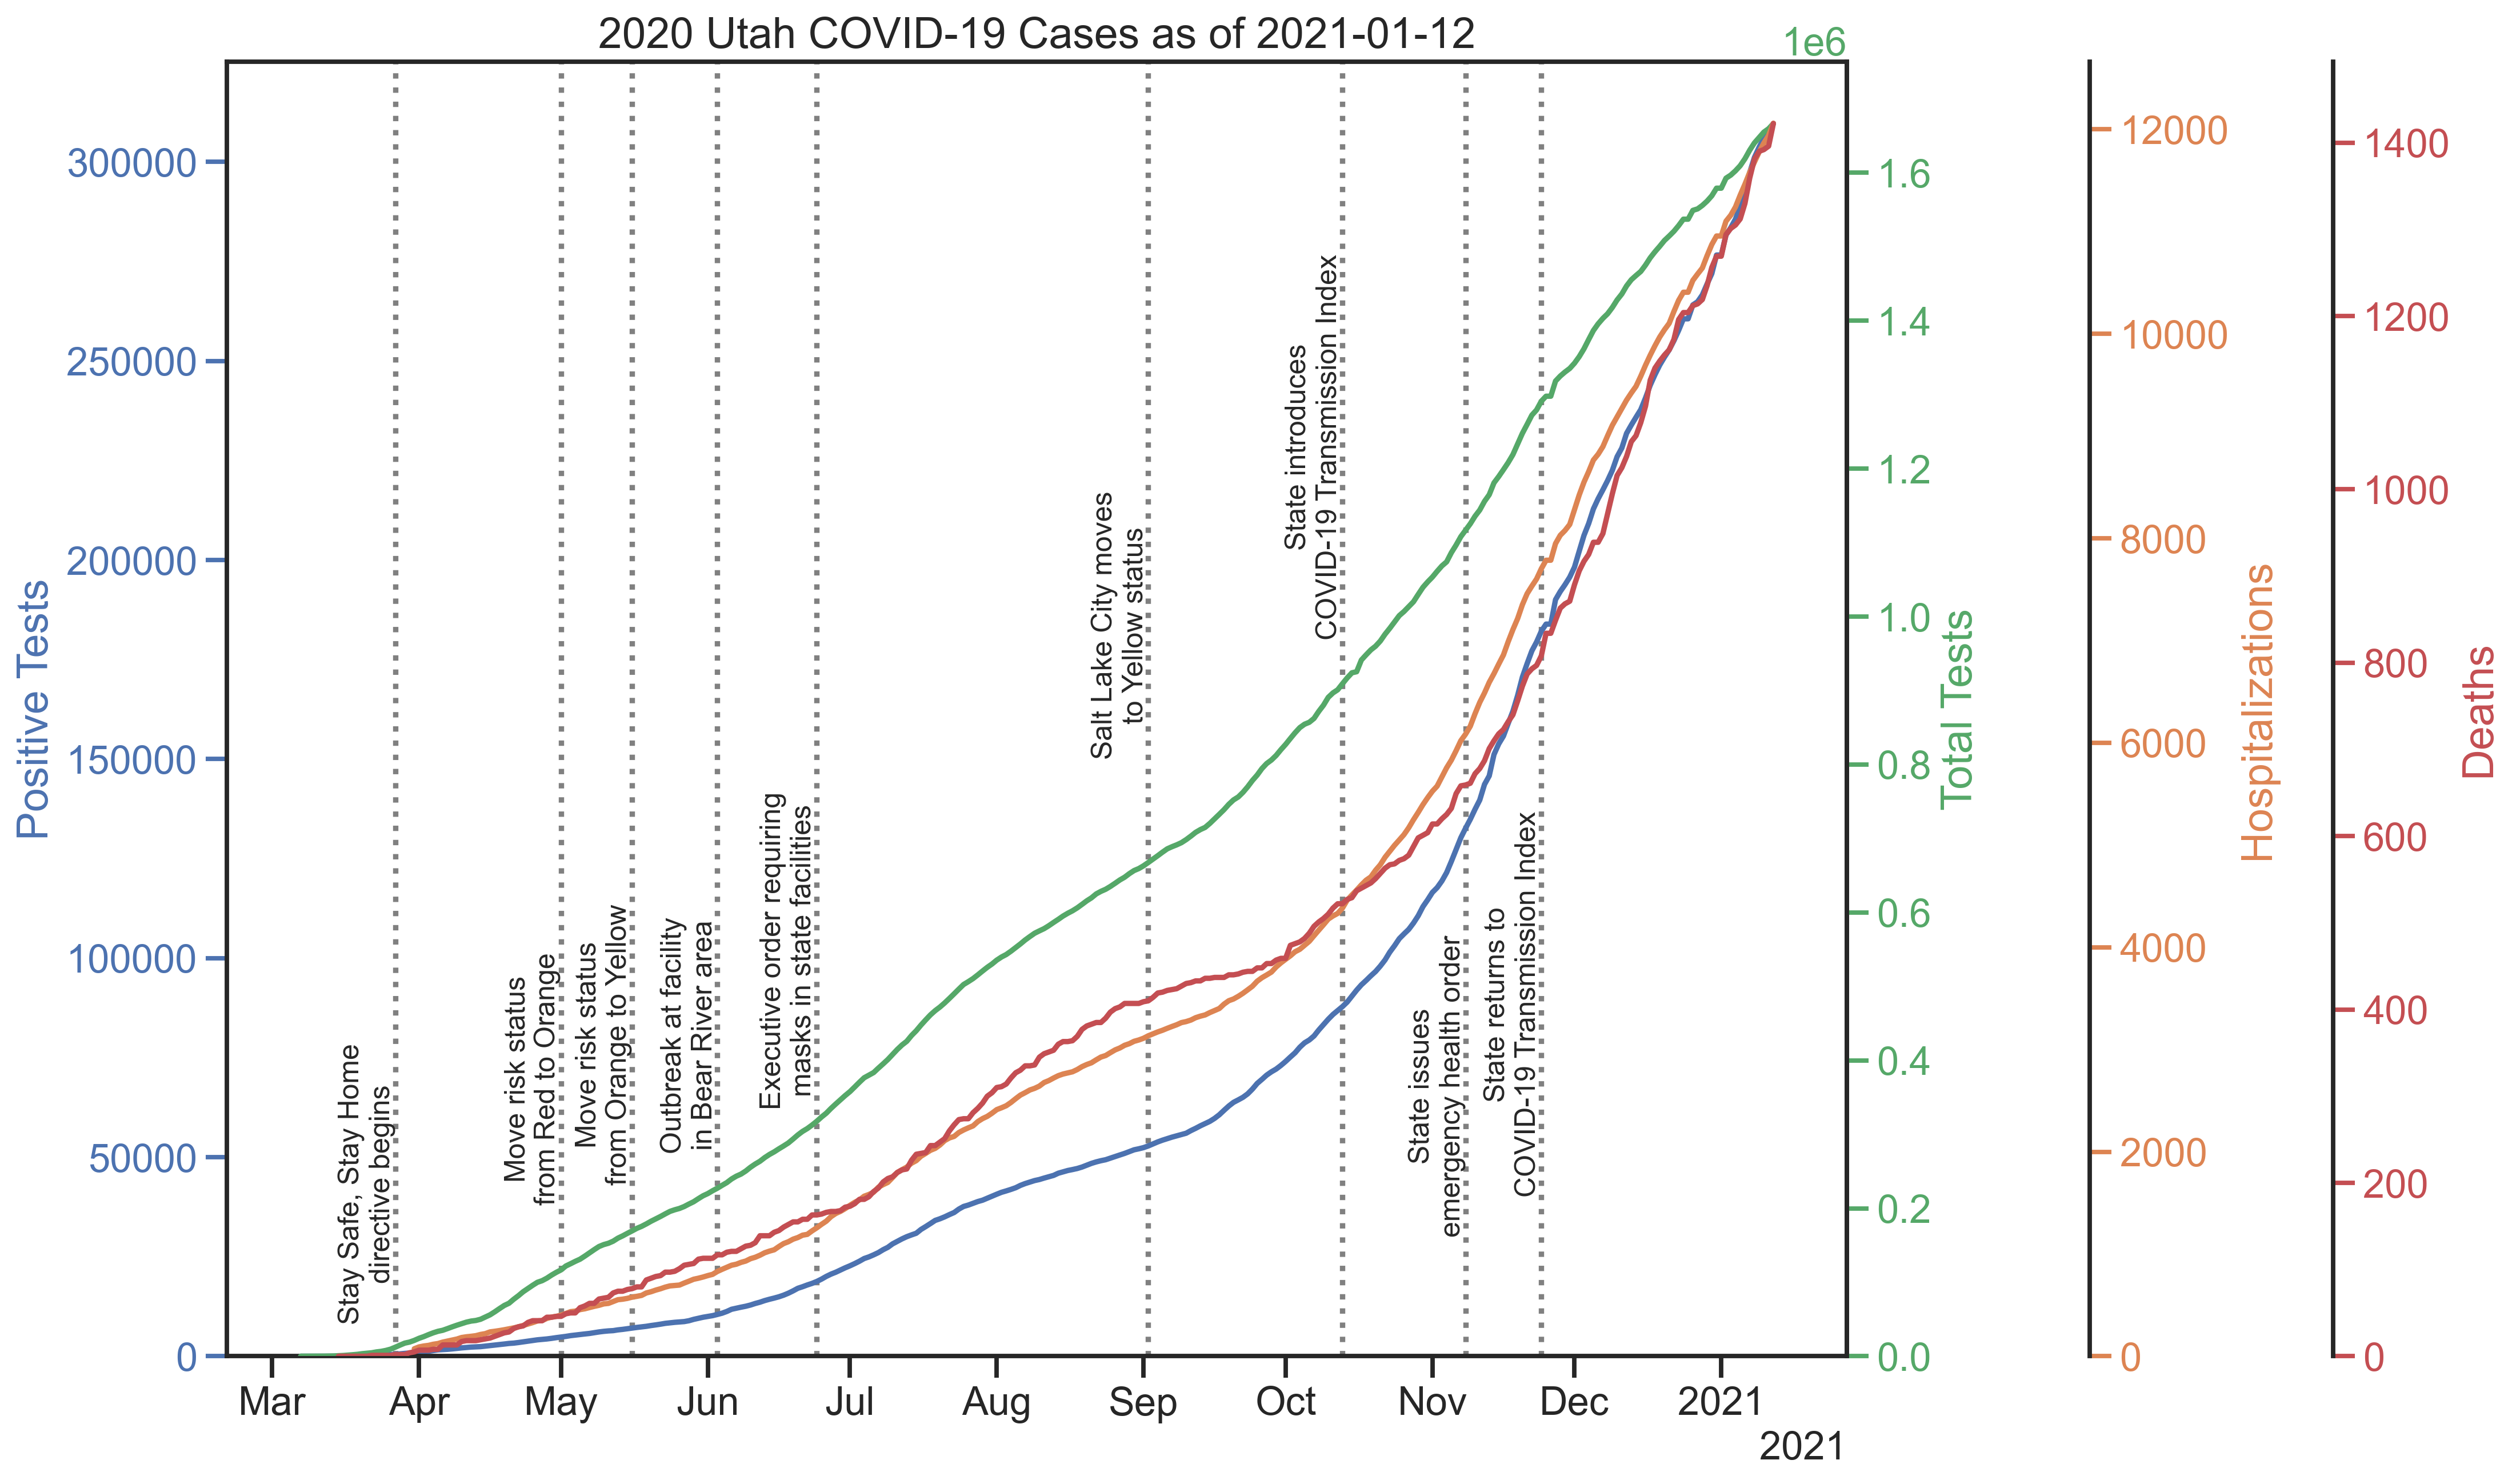 2020 Utah COVID-19 Cases as of 2021-01-12
1e6
Positive Tests
300000
250000
200000
150000
100000
50000
0
Stay Safe, Stay Home
directive begins
Move risk status
from Red to Orange
Move risk status
from Orange to Yellow
Outbreak at facility
in Bear River area
Executive order requiring
masks in state facilities
Salt Lake City moves
to Yellow status
State introduces
COVID-19 Transmission Index
State issues
emergency health order
State returns to
COVID-19 Transmission Index
1.6
1.4
1.2
1.0
0.8
0.6
0.4
0.2
0.0
Total Tests
12000
10000
8000
6000
4000
2000
0
Hospitalizations
1400
1200
1000
800
600
400
200
0
Deaths
Mar
Apr
May
Jun
Jul
Aug
Sep
Oct
Nov
Dec
2021
2021